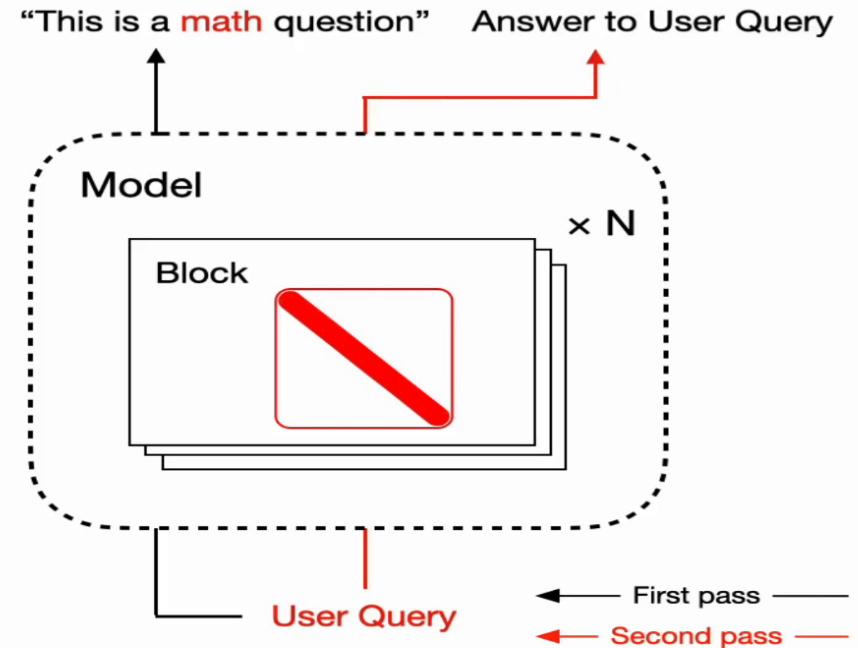 “This is a math question” Answer to User Query
Model
× N
Block
User Query
First pass
Second pass